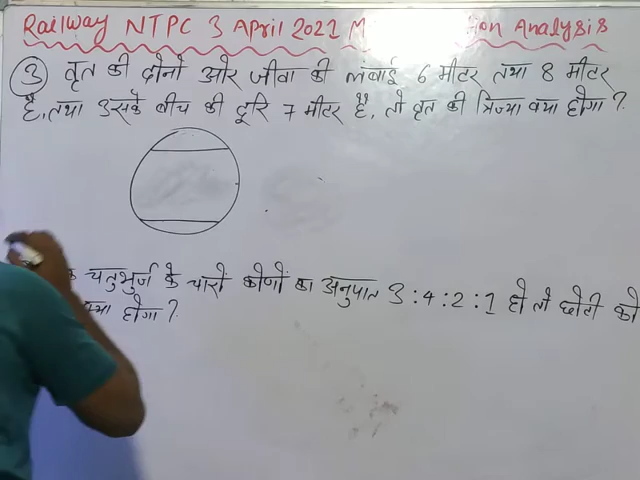 Railway NTPC 3 April 2021 M ion Analysis
③ वृत की दोनो ओर जीवा की लंबाई 6 मीटर तथा 8 मीटर
है, तथा उसके बीच की दूरि 7 मीटर है, तो वृत की त्रिज्या क्या होगा ?
चतुभुर्ज के चारों कोणों का अनुपात 3 : 4 : 2 : 1 हो तो छोटी को
क्या होगा ?